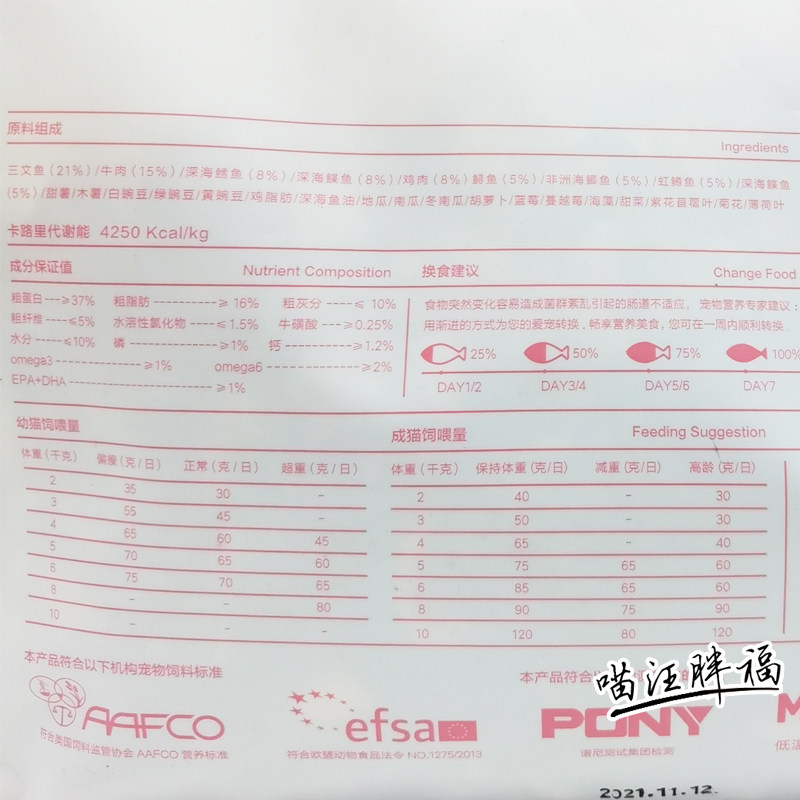 原料组成
Ingredients
三文鱼(21%)/牛肉(15%)/深海鳕鱼(8%)/深海鲽鱼(8%)/鸡肉(8%)鲟鱼(5%)/非洲海鲫鱼(5%)/虹鳟鱼(5%)/深海鲽鱼
(5%)/甜薯/木薯/白豌豆/绿豌豆/黄豌豆/鸡脂肪/深海鱼油/地瓜/南瓜/冬南瓜/胡萝卜/蓝莓/蔓越莓/海藻/甜菜/紫花苜蓿叶/菊花/薄荷叶
卡路里代谢能 4250 Kcal/kg
成分保证值 Nutrient Composition
粗蛋白---≥37% 粗脂肪----------≥16% 粗灰分----≤10%
粗纤维----≤5% 水溶性氯化物----≤1.5% 牛磺酸---≥0.25%
水分----≤10% 磷--------------≥1% 钙---------≥1.2%
omega3------------≥1% omega6--------------≥2%
EPA+DHA---------------------≥1%
换食建议 Change Food
食物突然变化容易造成菌群紊乱引起的肠道不适应。宠物营养专家建议:
用渐进的方式为您的爱宠转换,畅享营养美食,您可在一周内顺利转换
25% 50% 75% 100%
DAY1/2 DAY3/4 DAY5/6 DAY7
幼猫饲喂量
体重(千克) 偏瘦(克/日) 正常(克/日) 超重(克/日)
2 35 30 -
3 55 45 -
4 65 60 45
5 70 65 60
6 75 70 65
8 - - 80
10 - - -
成猫饲喂量 Feeding Suggestion
体重(千克) 保持体重(克/日) 减重(克/日) 高龄(克/日)
2 40 - 30
3 50 - 30
4 65 - 40
5 75 65 60
6 85 65 60
8 90 75 90
10 120 80 120
本产品符合以下机构宠物饲料标准
AAFCO
符合美国饲料监管协会 AAFCO 营养标准
efsa
符合欧盟动物食品法令 NO.1275/2013
本产品符合
喵汪胖福
PONY
谱尼测试集团检测
M
低温
2021.11.12.